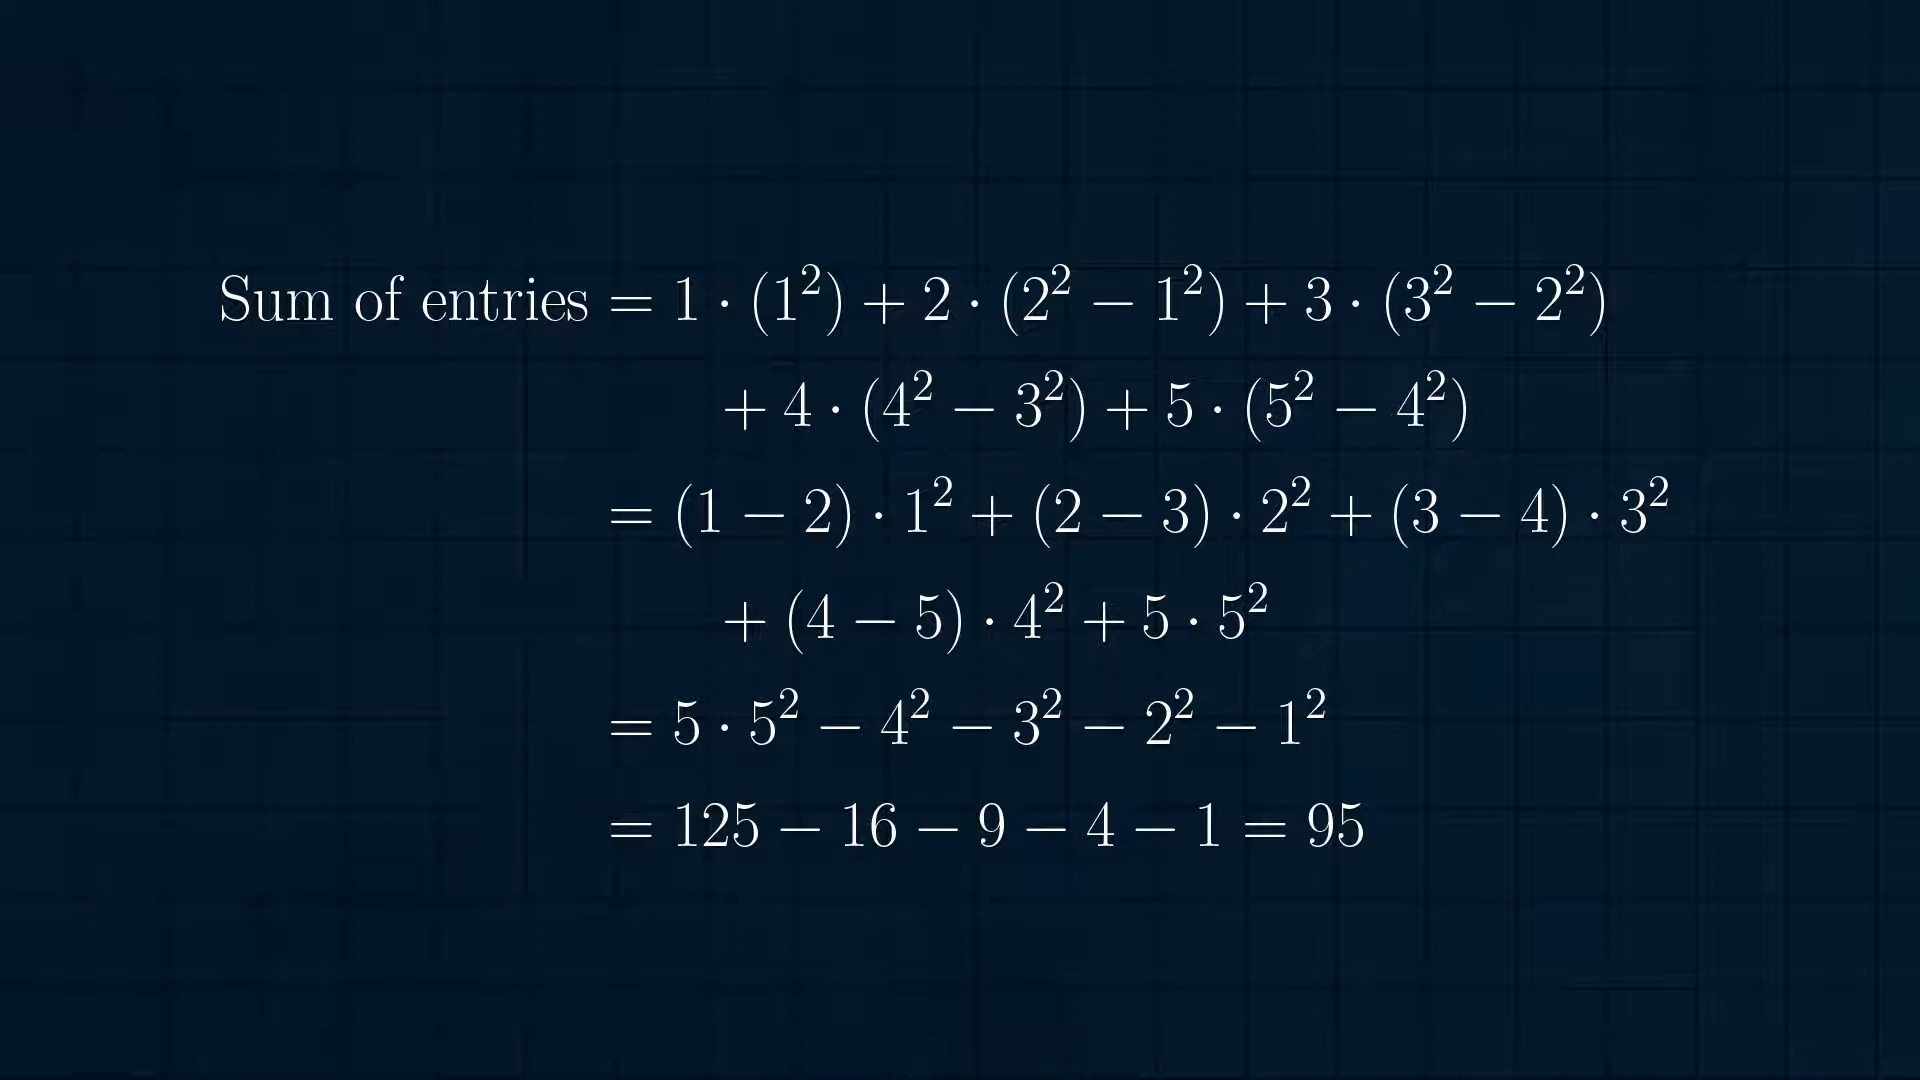 Sum of entries = 1 · (1²) + 2 · (2² − 1²) + 3 · (3² − 2²)
+ 4 · (4² − 3²) + 5 · (5² − 4²)
= (1 − 2) · 1² + (2 − 3) · 2² + (3 − 4) · 3²
+ (4 − 5) · 4² + 5 · 5²
= 5 · 5² − 4² − 3² − 2² − 1²
= 125 − 16 − 9 − 4 − 1 = 95